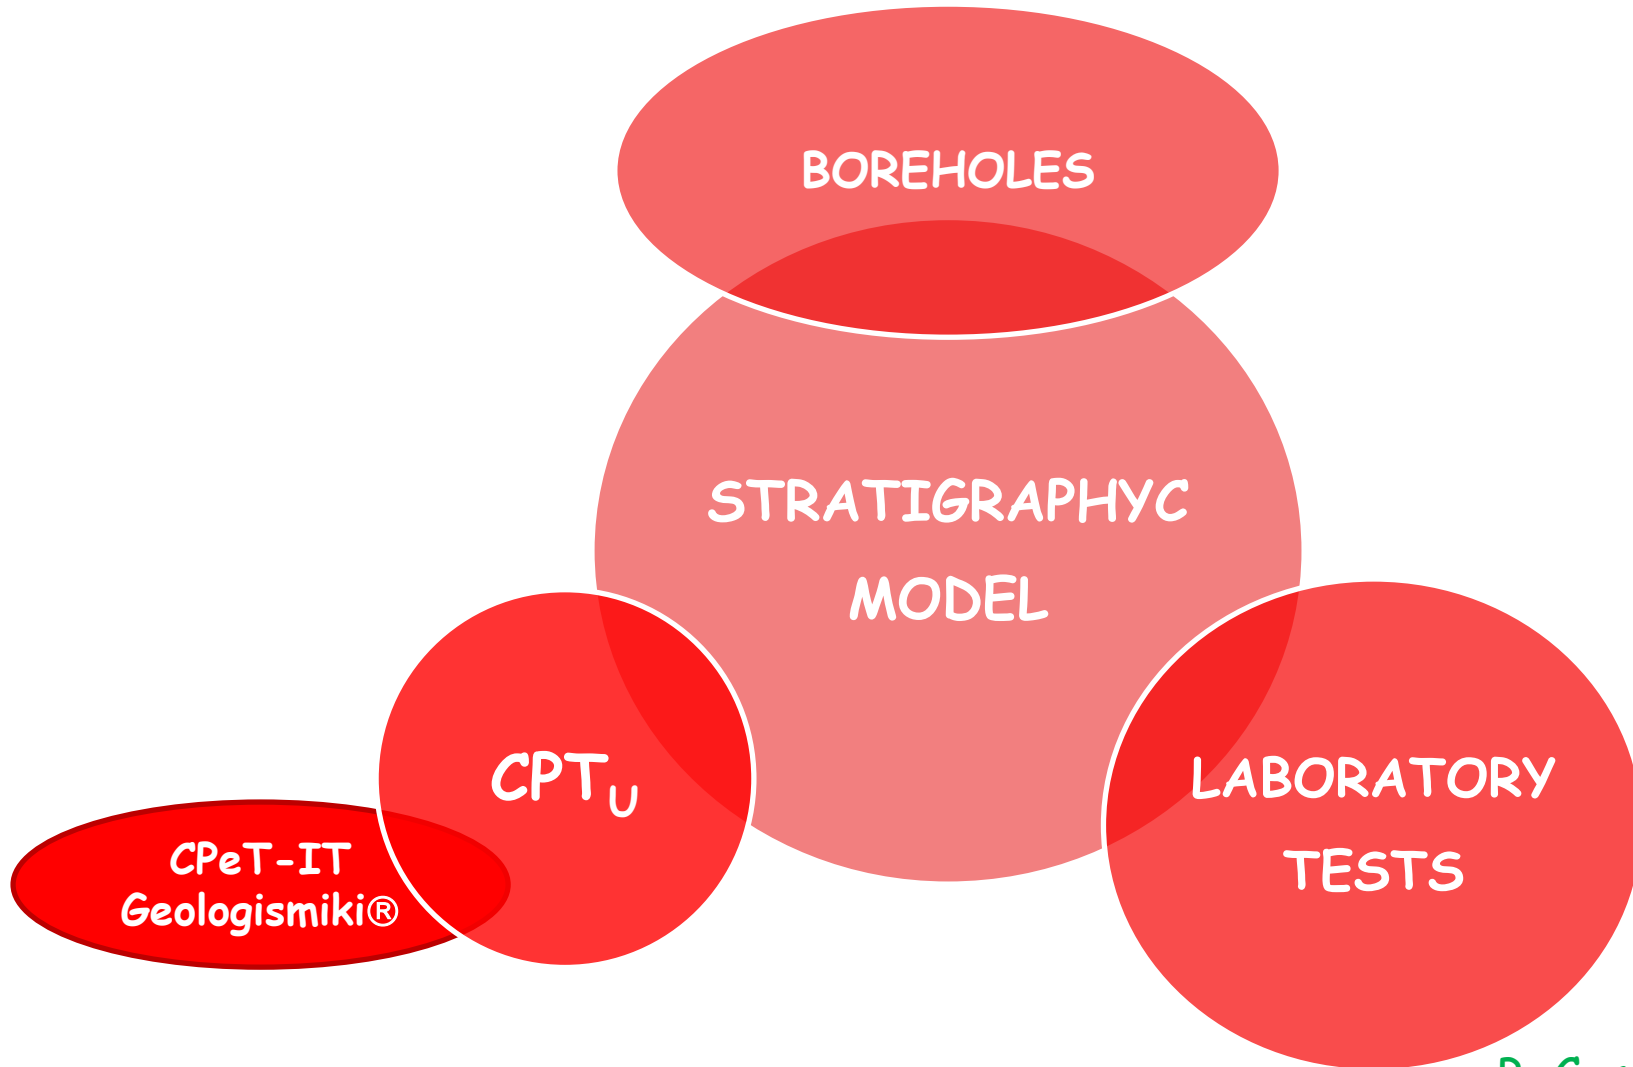 BOREHOLES
STRATIGRAPHYC
MODEL
CPTU
LABORATORY
TESTS
CPeT-IT
Geologismiki®